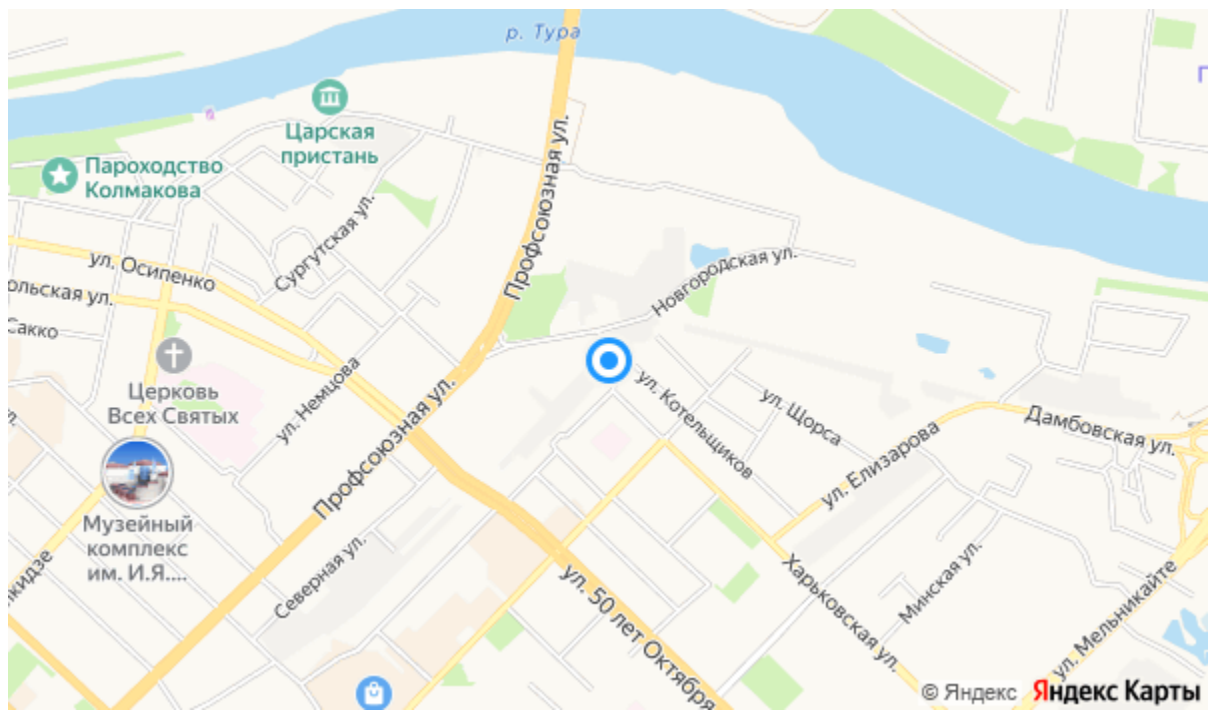 р. Тура
Царская
пристань
Пароходство
Колмакова
Профсоюзная ул.
Сургутская ул.
ул. Осипенко
ольская ул.
Сакко
Новгородская ул.
Церковь
Всех Святых
ул. Немцова
Профсоюзная ул.
ул. Котельщиков
ул. Щорса
ул. Елизарова
Дамбовская ул.
Музейный
комплекс
им. И.Я....
Северная ул.
кидзе
ул. 50 лет Октября
Харьковская ул.
Минская ул.
ул. Мельникайте
© Яндекс Яндекс Карты